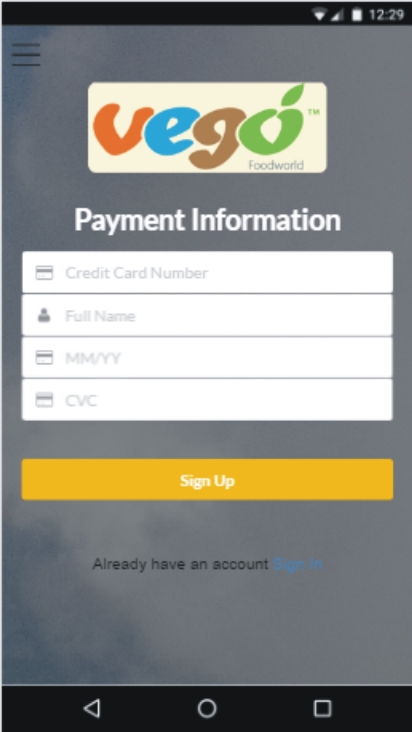 12:29
vegó™
Foodworld
Payment Information
Credit Card Number
Full Name
MM/YY
CVC
Sign Up
Already have an account Sign In